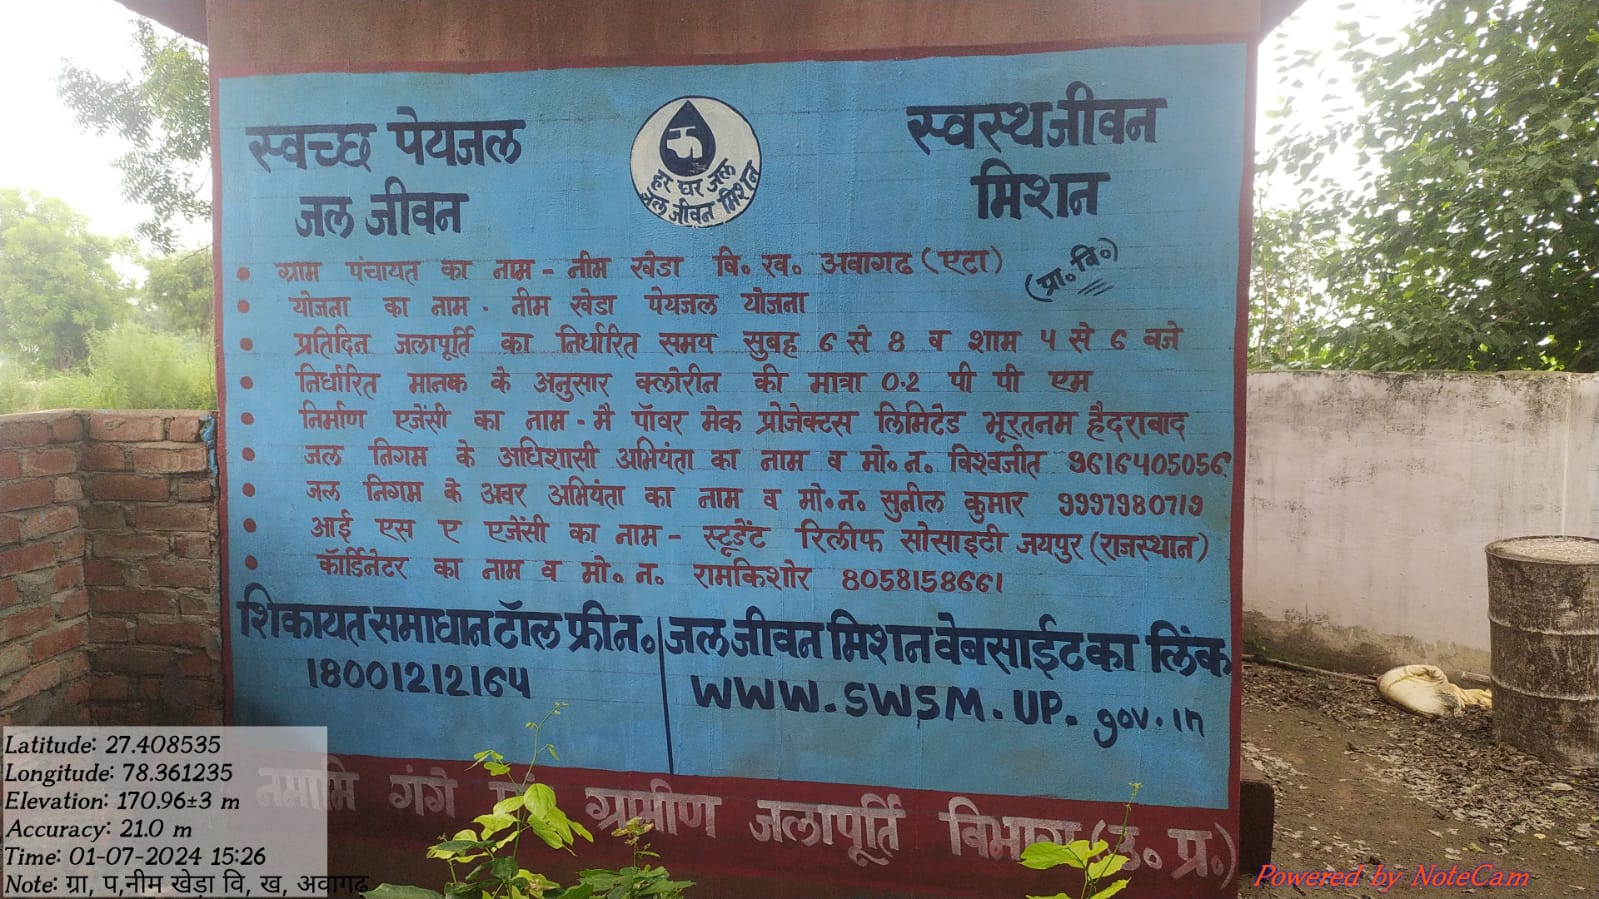 स्वच्छ पेयजल
जल जीवन
हर घर जल
जल जीवन मिशन
स्वस्थ जीवन
मिशन
(प्रा. वि.)
• ग्राम पंचायत का नाम - नीम खेडा वि. ख. अवागढ (एटा)
• योजना का नाम - नीम खेडा पेयजल योजना
• प्रतिदिन जलापूर्ति का निर्धारित समय सुबह 6 से 8 व शाम 4 से 6 बजे
• निर्धारित मानक के अनुसार क्लोरीन की मात्रा 0.2 पी पी एम
• निर्माण एजेंसी का नाम - मै पॉवर मेक प्रोजेक्टस लिमिटेड भूरतनम हैदराबाद
• जल निगम के अधिशासी अभियंता का नाम व मो. न. विश्वजीत 9616405056
• जल निगम के अवर अभियंता का नाम व मो. न. सुनील कुमार 9997980719
• आई एस ए एजेंसी का नाम - स्टूडेंट रिलीफ सोसाइटी जयपुर (राजस्थान)
• कॉर्डिनेटर का नाम व मो. न. रामकिशोर 8058158661
शिकायत समाधान टॉल फ्री न.
18001212164
जल जीवन मिशन वेबसाईट का लिंक
WWW.SWSM.UP.gov.in
नमामि गंगे ग्रामीण जलापूर्ति विभाग (उ. प्र.)
Latitude: 27.408535
Longitude: 78.361235
Elevation: 170.96±3 m
Accuracy: 21.0 m
Time: 01-07-2024 15:26
Note: ग्रा, प,नीम खेड़ा वि, ख, अवागढ़
Powered by NoteCam